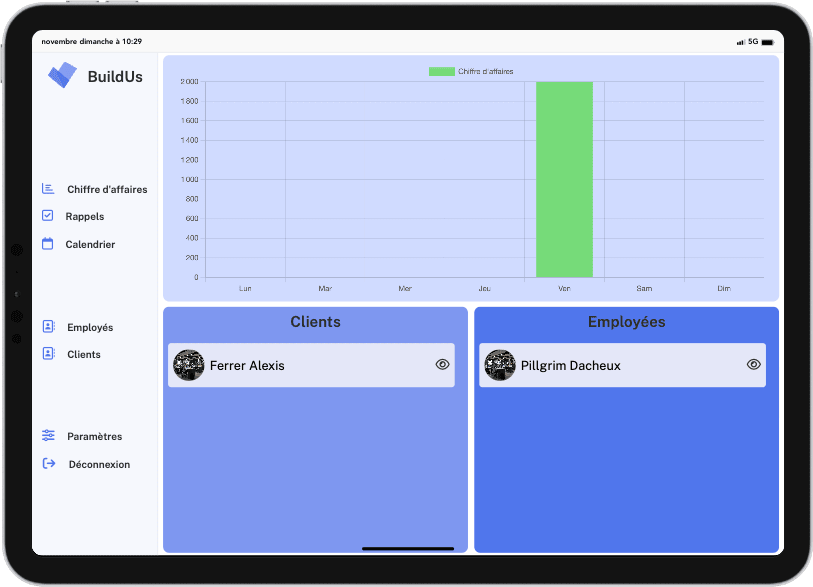 novembre dimanche à 10:29
5G
BuildUs
Chiffre d'affaires
Rappels
Calendrier
Employés
Clients
Paramètres
Déconnexion
Chiffre d'affaires
2 000
1 800
1 600
1 400
1 200
1 000
800
600
400
200
0
Lun Mar Mer Jeu Ven Sam Dim
Clients
Ferrer Alexis
Employées
Pillgrim Dacheux